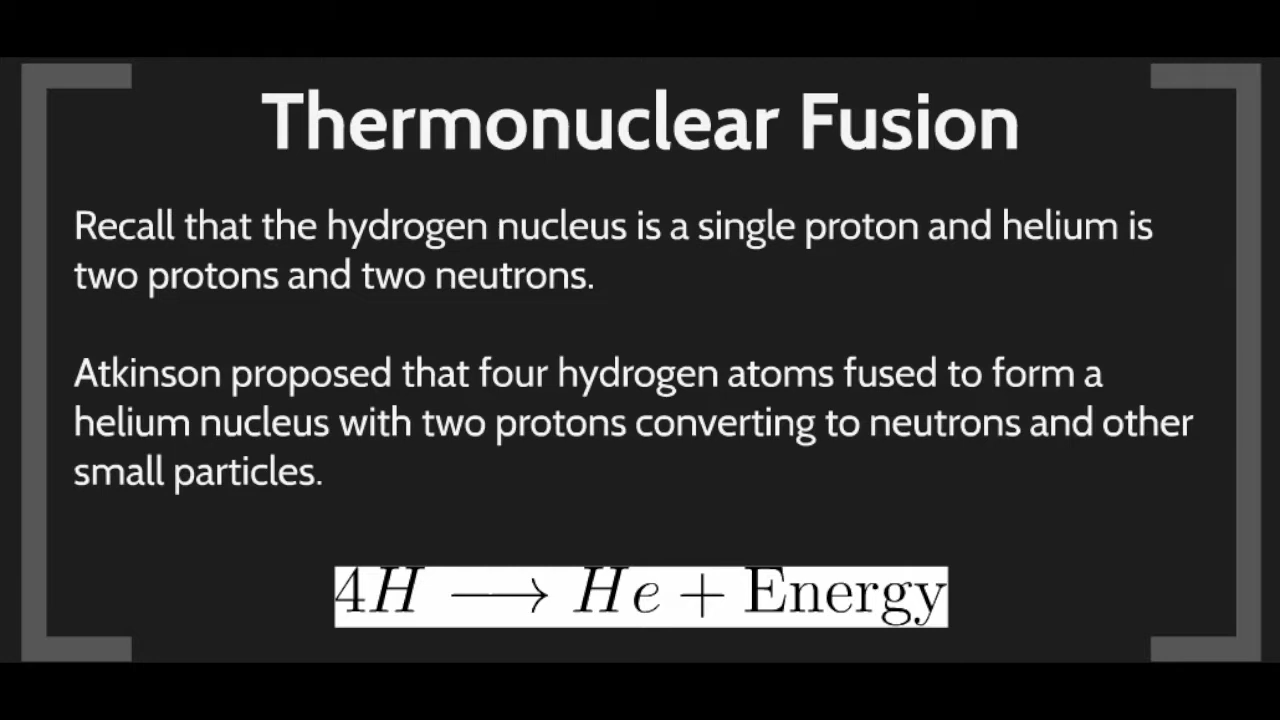 Thermonuclear Fusion
Recall that the hydrogen nucleus is a single proton and helium is
two protons and two neutrons.
Atkinson proposed that four hydrogen atoms fused to form a
helium nucleus with two protons converting to neutrons and other
small particles.
4H ⟶ He + Energy